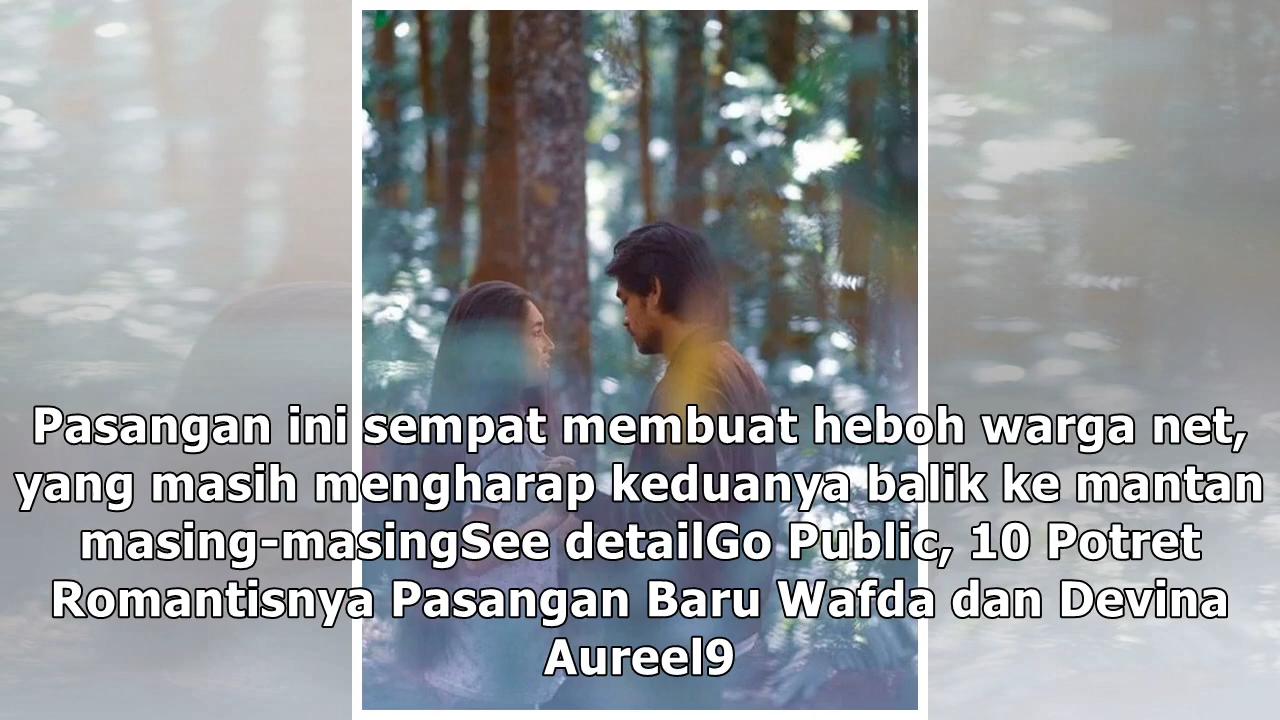 Pasangan ini sempat membuat heboh warga net,
yang masih mengharap keduanya balik ke mantan
masing-masingSee detailGo Public, 10 Potret
Romantisnya Pasangan Baru Wafda dan Devina
Aureel9